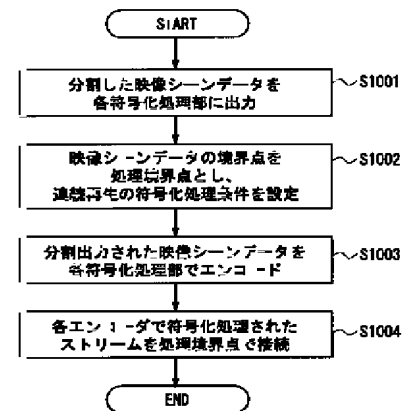 START
分割した映像シーンデータを
各符号化処理部に出力
S1001
映像シーンデータの境界点を
処理境界点とし、
連続再生の符号化処理条件を設定
S1002
分割出力された映像シーンデータを
各符号化処理部でエンコード
S1003
各エンコーダで符号化処理された
ストリームを処理境界点で接続
S1004
END